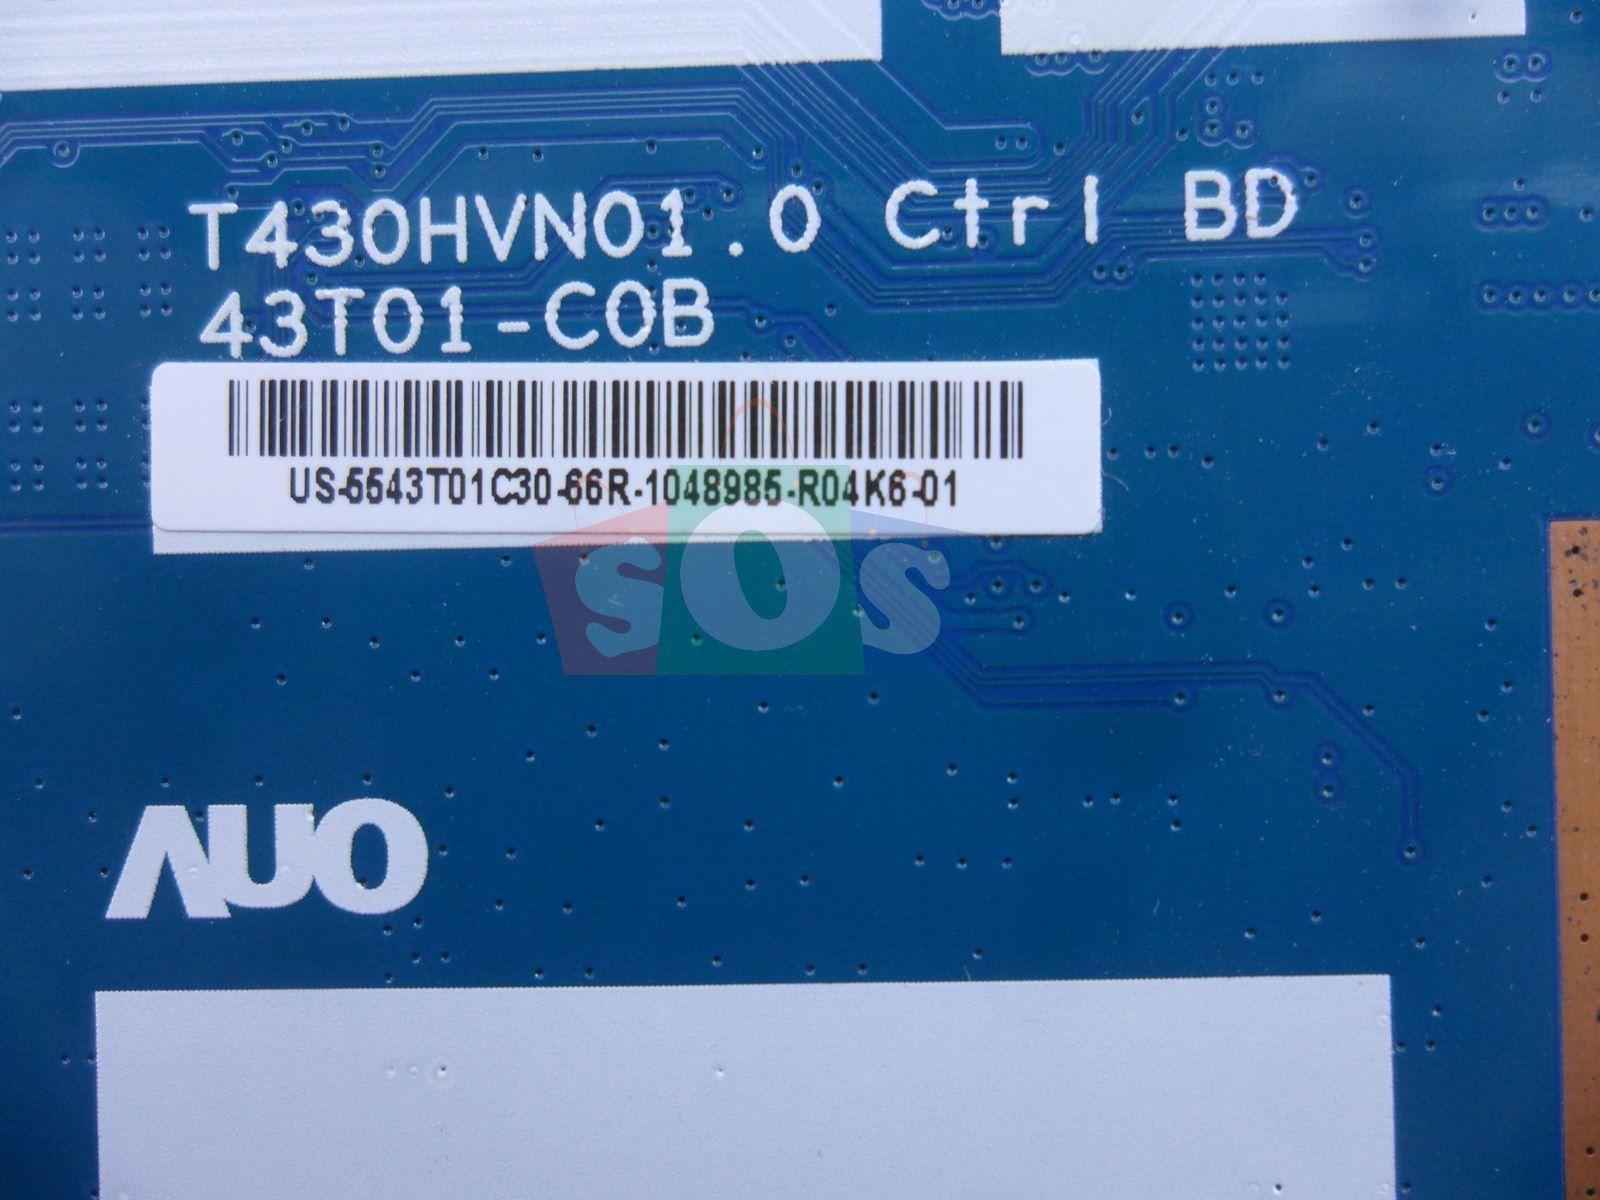 T430HVN01.0 Ctrl BD
43T01-C0B
US-5543T01C30-66R-1048985-R04K6-01
SOS
AUO